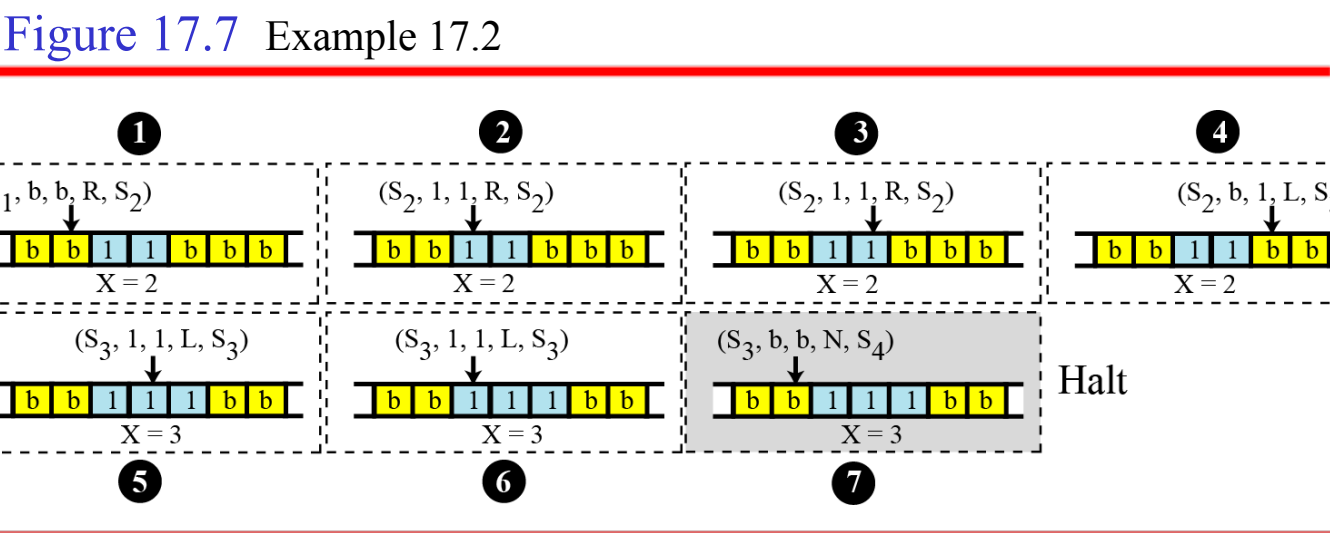 Figure 17.7 Example 17.2
1 2 3 4
1, b, b, R, S2) (S2, 1, 1, R, S2) (S2, 1, 1, R, S2) (S2, b, 1, L, S
b b 1 1 b b b b b 1 1 b b b b b 1 1 b b b b b 1 1 b b
X = 2 X = 2 X = 2 X = 2
(S3, 1, 1, L, S3) (S3, 1, 1, L, S3) (S3, b, b, N, S4)
b b 1 1 1 b b b b 1 1 1 b b b b 1 1 1 b b Halt
X = 3 X = 3 X = 3
5 6 7